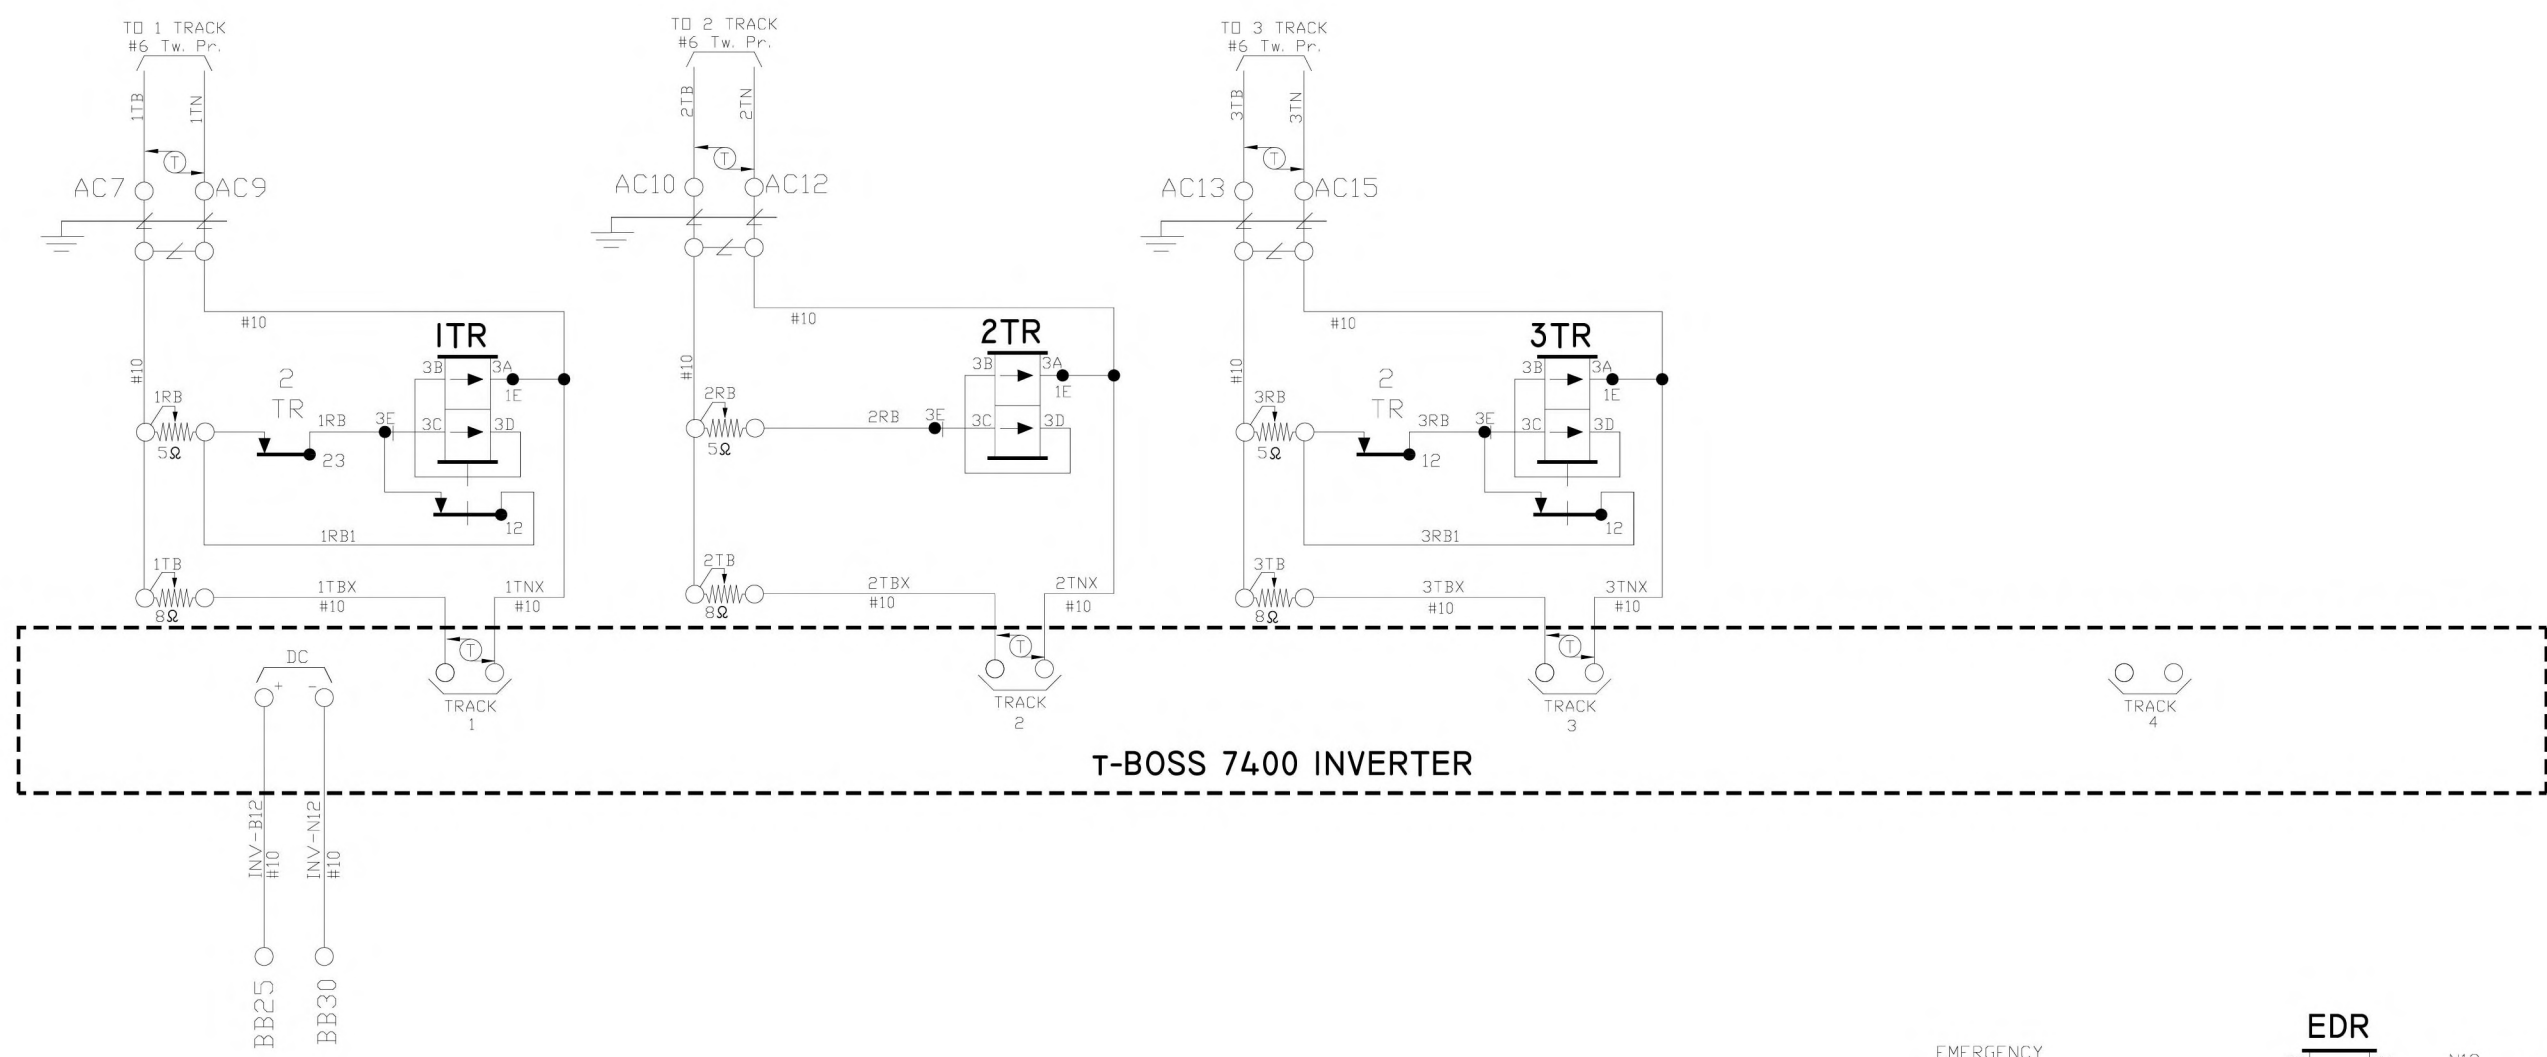 TO 1 TRACK
#6 Tw. Pr.
TO 2 TRACK
#6 Tw. Pr.
TO 3 TRACK
#6 Tw. Pr.
1TB
1TN
2TB
2TN
3TB
3TN
T
T
T
AC7
AC9
AC10
AC12
AC13
AC15
#10
#10
#10
1TR
2TR
3TR
#10
3B
3A
1E
#10
3B
3A
1E
#10
3B
3A
1E
1RB
5Ω
2
TR
23
1RB
3E
3C
3D
2RB
5Ω
2RB
3E
3C
3D
3RB
5Ω
2
TR
12
3RB
3E
3C
3D
12
12
1RB1
3RB1
1TB
8Ω
1TBX
#10
1TNX
#10
2TB
8Ω
2TBX
#10
2TNX
#10
3TB
8Ω
3TBX
#10
3TNX
#10
DC
+
-
T
TRACK
1
T
TRACK
2
T
TRACK
3
TRACK
4
T-BOSS 7400 INVERTER
INV-B12
#10
INV-N12
#10
BB25
BB30
EDR
EMERGENCY
N12